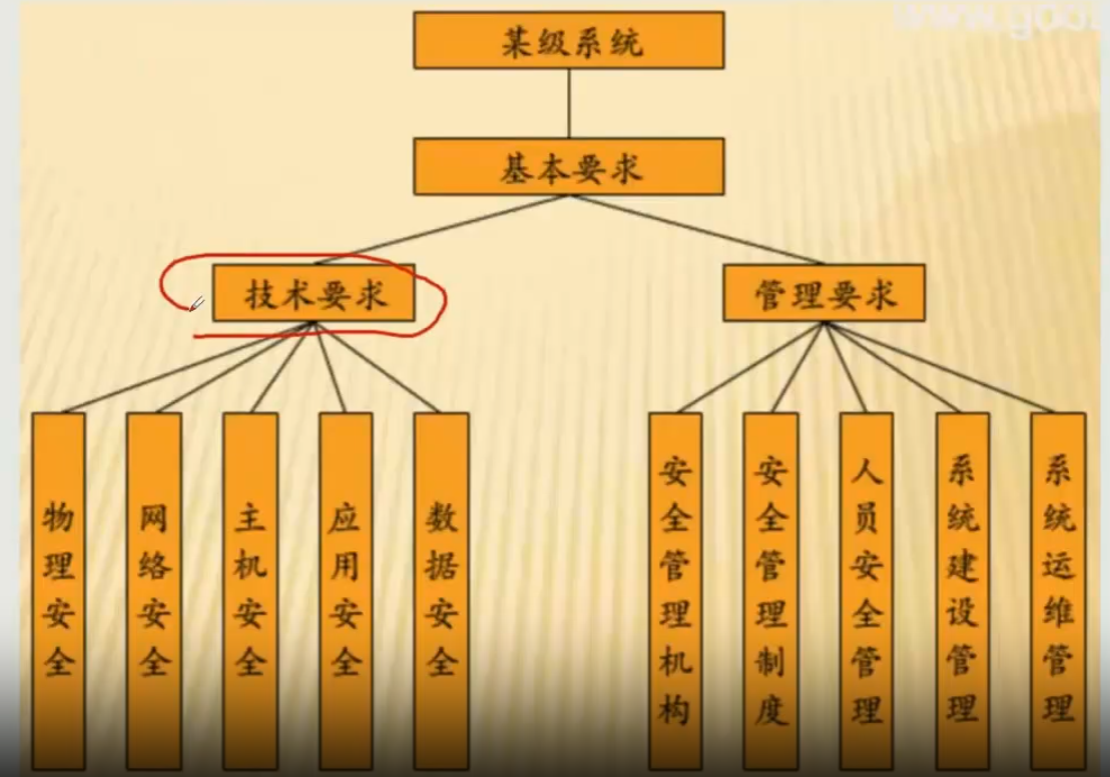 某级系统
基本要求
技术要求
管理要求
物理安全
网络安全
主机安全
应用安全
数据安全
安全管理机构
安全管理制度
人员安全管理
系统建设管理
系统运维管理